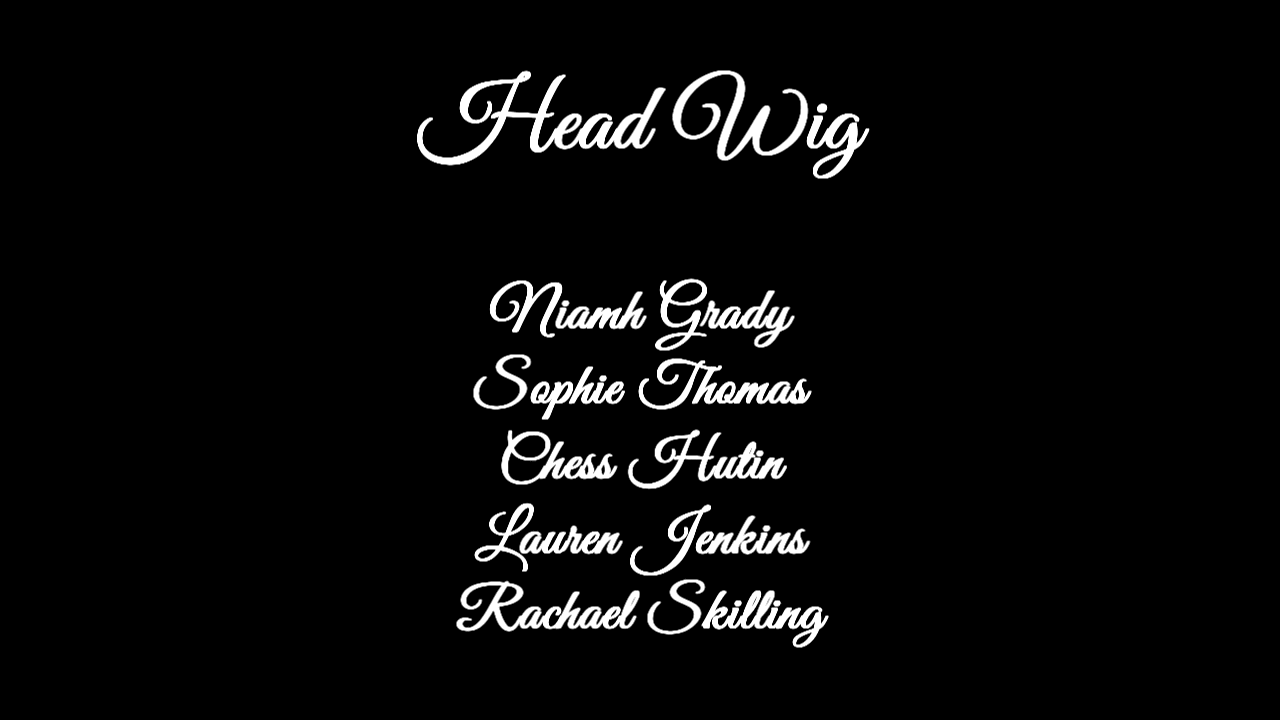 Head Wig
Niamh Grady
Sophie Thomas
Chess Hutin
Lauren Jenkins
Rachael Skilling